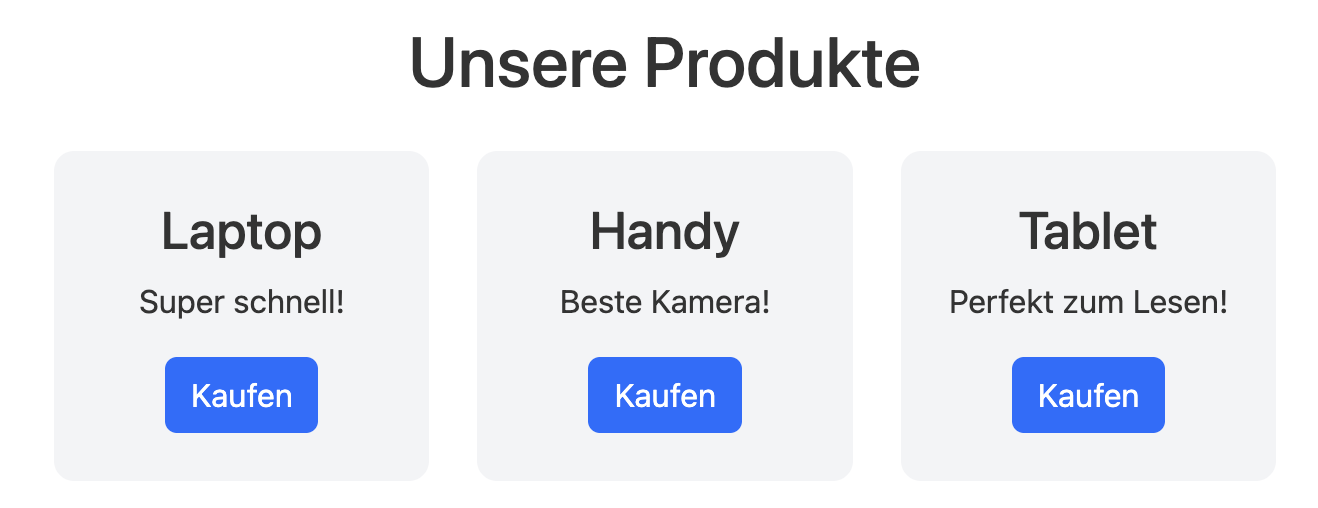 Unsere Produkte
Laptop
Super schnell!
Kaufen
Handy
Beste Kamera!
Kaufen
Tablet
Perfekt zum Lesen!
Kaufen